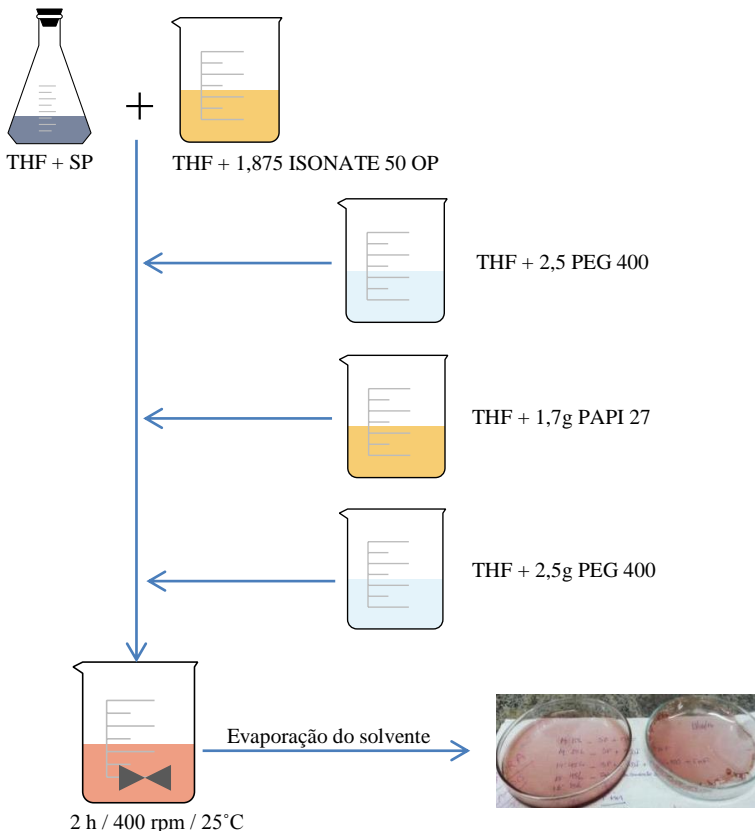 THF + SP
THF + 1,875 ISONATE 50 OP
THF + 2,5 PEG 400
THF + 1,7g PAPI 27
THF + 2,5g PEG 400
Evaporação do solvente
2 h / 400 rpm / 25˚C